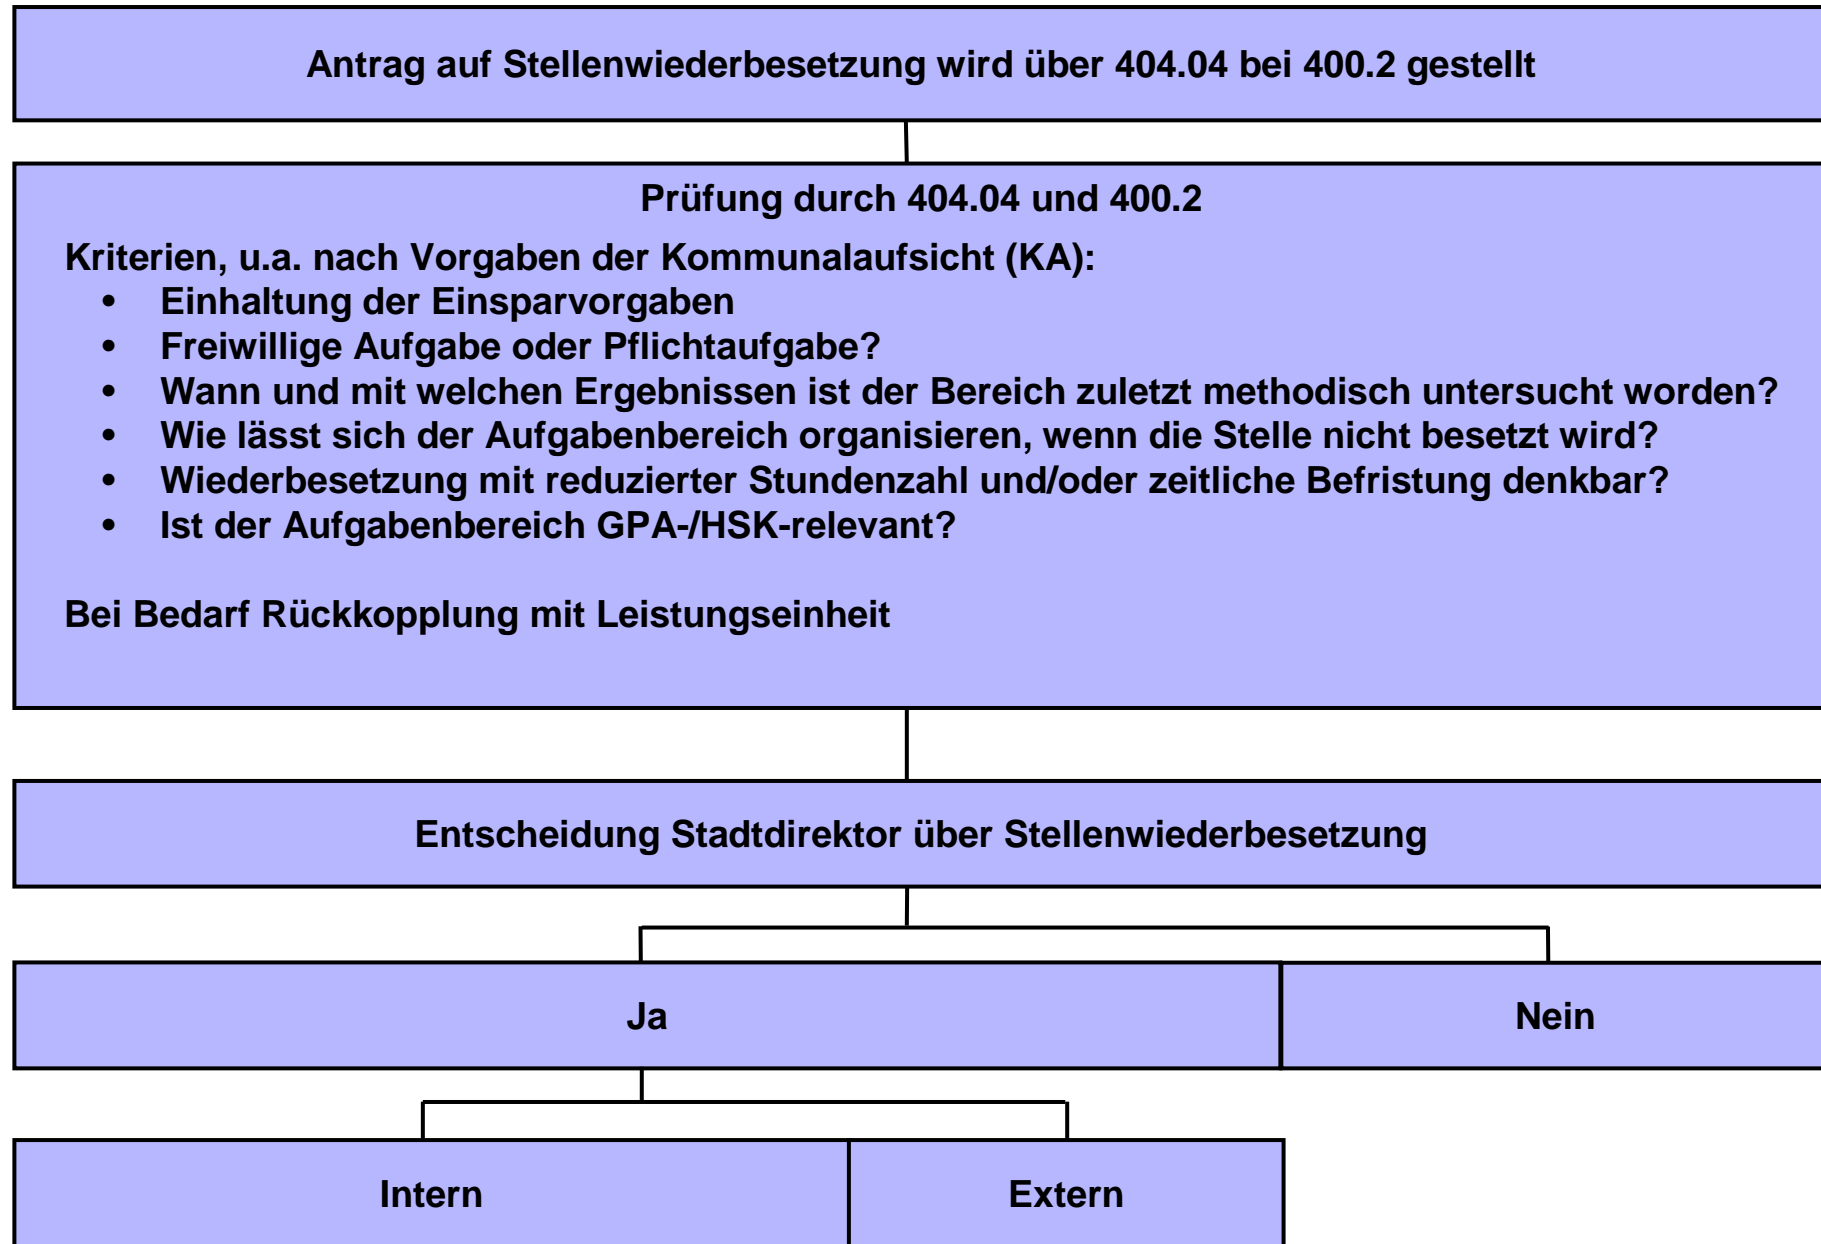 Antrag auf Stellenwiederbesetzung wird über 404.04 bei 400.2 gestellt
Prüfung durch 404.04 und 400.2
Kriterien, u.a. nach Vorgaben der Kommunalaufsicht (KA):
• Einhaltung der Einsparvorgaben
• Freiwillige Aufgabe oder Pflichtaufgabe?
• Wann und mit welchen Ergebnissen ist der Bereich zuletzt methodisch untersucht worden?
• Wie lässt sich der Aufgabenbereich organisieren, wenn die Stelle nicht besetzt wird?
• Wiederbesetzung mit reduzierter Stundenzahl und/oder zeitliche Befristung denkbar?
• Ist der Aufgabenbereich GPA-/HSK-relevant?
Bei Bedarf Rückkopplung mit Leistungseinheit
Entscheidung Stadtdirektor über Stellenwiederbesetzung
Ja
Nein
Intern
Extern